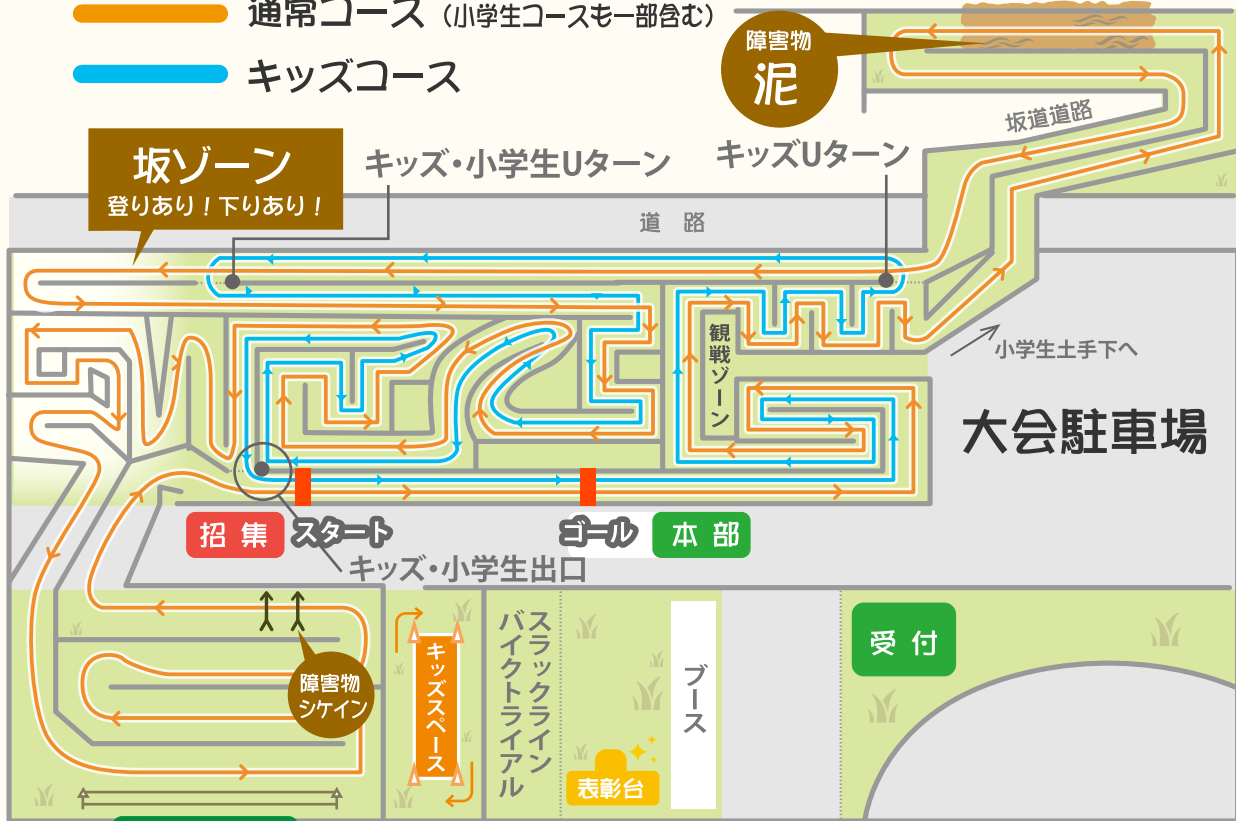 通常コース（小学生コースも一部含む）
キッズコース
障害物
泥
坂道道路
坂ゾーン
登りあり！下りあり！
キッズ・小学生Uターン
キッズUターン
道 路
観戦ゾーン
小学生土手下へ
大会駐車場
招 集
スタート
ゴール
本 部
キッズ・小学生出口
障害物
シケイン
キッズスペース
スラックライン
バイクトライアル
表彰台
ブース
受 付